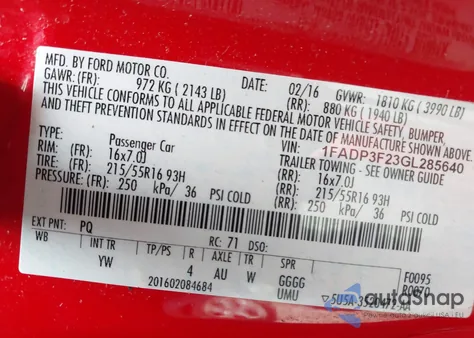 MFD. BY FORD MOTOR CO.
DATE: 02/16 GVWR: 1810 KG ( 3990 LB)
GAWR:(FR): 972 KG ( 2143 LB) (RR): 880 KG ( 1940 LB)
THIS VEHICLE CONFORMS TO ALL APPLICABLE FEDERAL MOTOR VEHICLE SAFETY, BUMPER,
AND THEFT PREVENTION STANDARDS IN EFFECT ON THE DATE OF MANUFACTURE SHOWN ABOVE
1FADP3F23GL285640
TYPE: Passenger Car TRAILER TOWING - SEE OWNER GUIDE
RIM: (FR) 16x7.0J (RR): 16x7.0J
TIRE: (FR) 215/55R16 93H (RR): 215/55R16 93H
PRESSURE: (FR) 250 kPa/ 36 PSI COLD (RR): 250 kPa/ 36 PSI COLD
EXT PNT: PQ RC: 71 DSO: F0095
WB INT TR TP/PS R AXLE TR SPR R0070
YW 4 AU W GGGG
UMU
201602084684
autoAstap